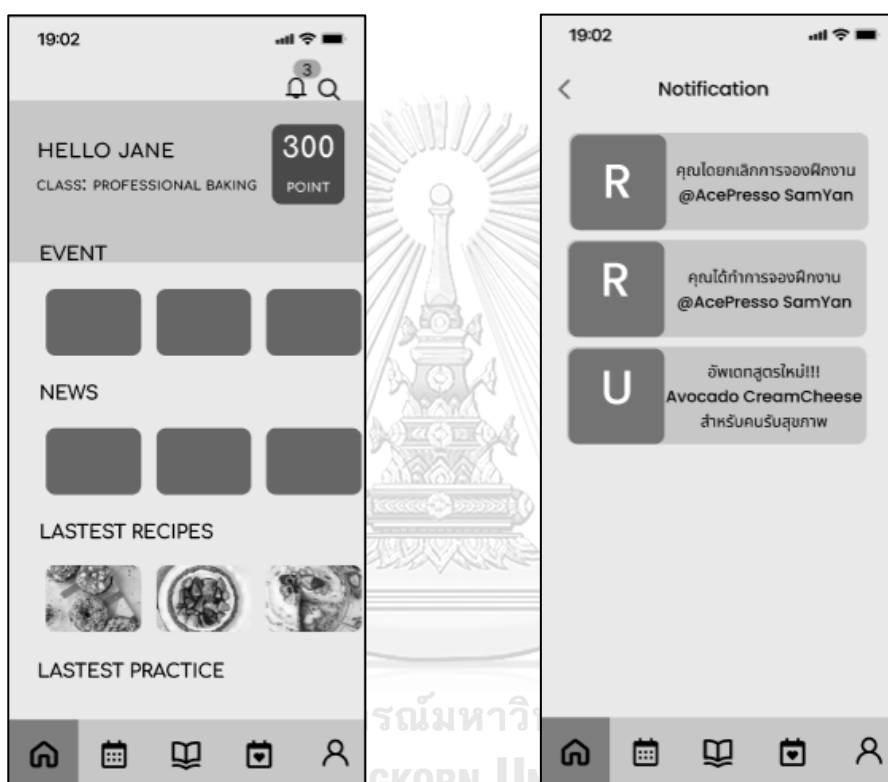 19:02
3
HELLO JANE
CLASS: PROFESSIONAL BAKING
300
POINT
EVENT
NEWS
LASTEST RECIPES
LASTEST PRACTICE
19:02
Notification
R
คุณได้ยกเลิกการจองฝึกงาน
@AcePresso SamYan
R
คุณได้ทำการจองฝึกงาน
@AcePresso SamYan
U
อัพเดทสูตรใหม่!!!
Avocado CreamCheese
สำหรับคนรับสุขภาพ